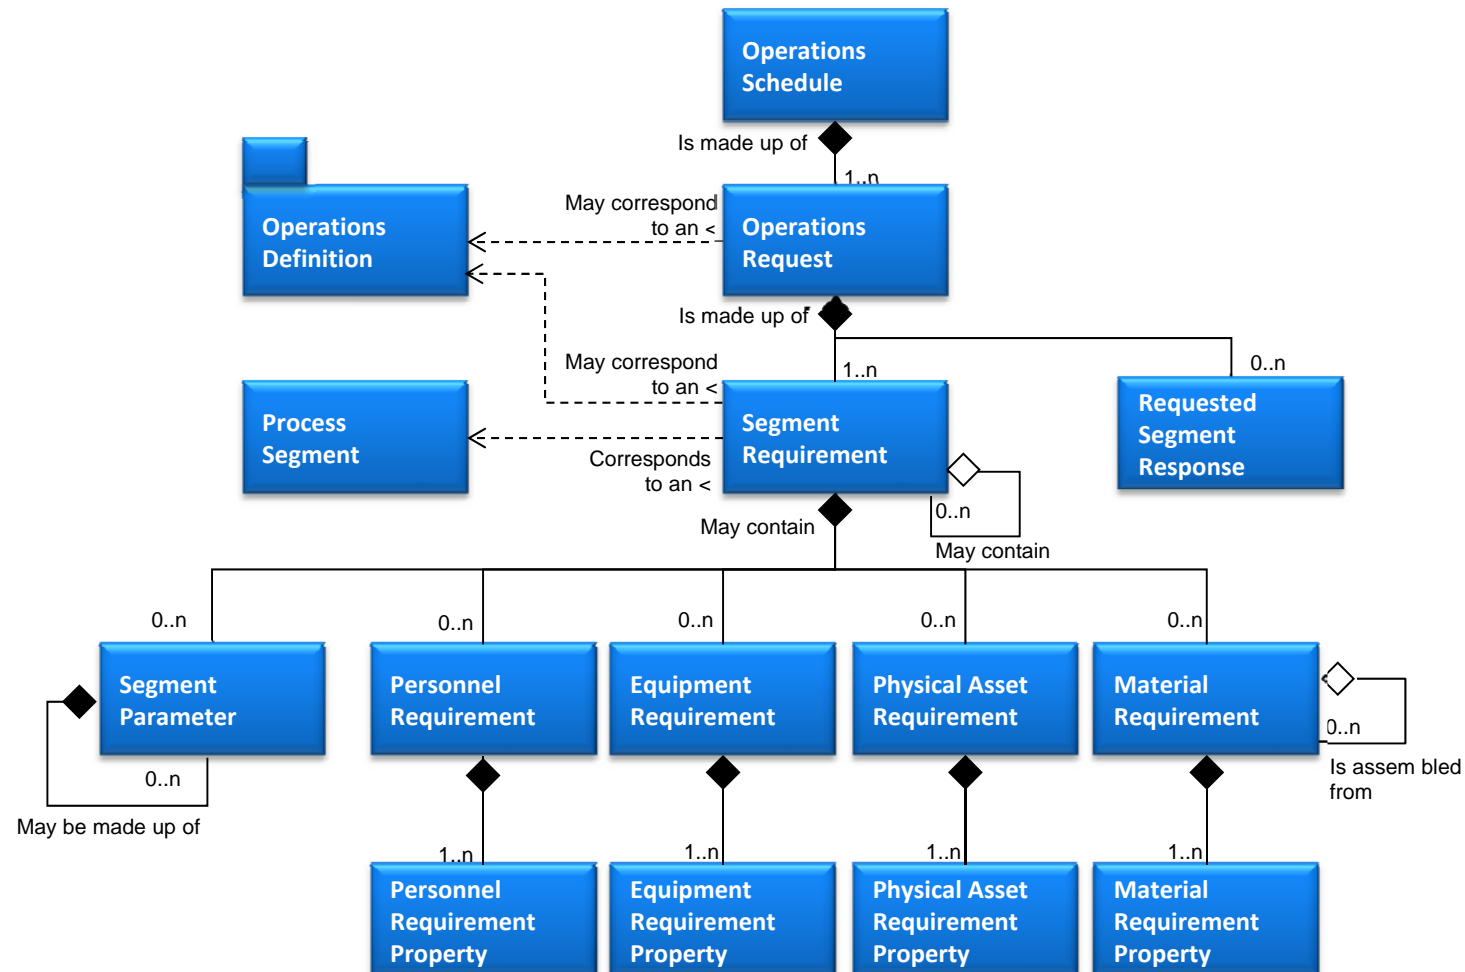 Operations
Schedule
Is made up of
1..n
May correspond
to an <
Operations
Definition
Operations
Request
Is made up of
May correspond
to an <
1..n
0..n
Process
Segment
Segment
Requirement
Requested
Segment
Response
Corresponds
to an <
0..n
May contain
May contain
0..n
0..n
0..n
0..n
0..n
Segment
Parameter
Personnel
Requirement
Equipment
Requirement
Physical Asset
Requirement
Material
Requirement
0..n
0..n
Is assem bled
from
May be made up of
1..n
1..n
1..n
1..n
Personnel
Requirement
Property
Equipment
Requirement
Property
Physical Asset
Requirement
Property
Material
Requirement
Property